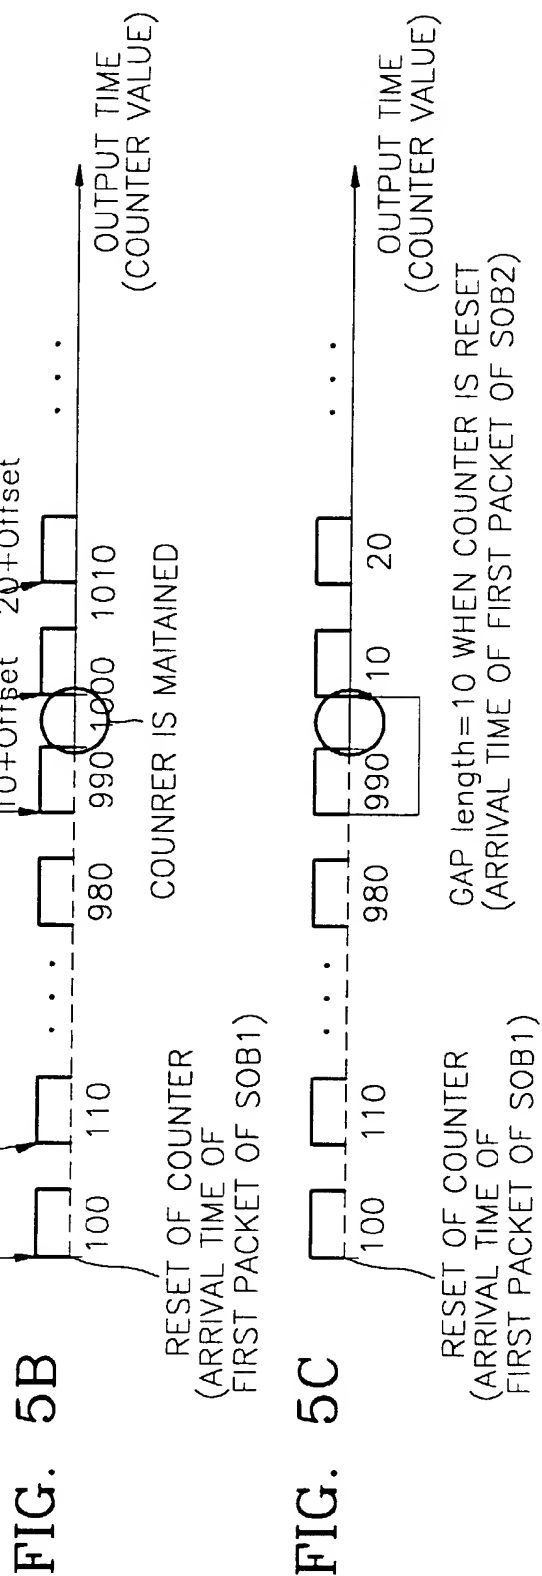 10+Offset 20+Offset
FIG. 5B
100 110 ... 980 990 1000 1010 ...
OUTPUT TIME
(COUNTER VALUE)
RESET OF COUNTER
(ARRIVAL TIME OF
FIRST PACKET OF SOB1)
COUNRER IS MAITAINED
FIG. 5C
100 110 ... 980 990 10 20 ...
OUTPUT TIME
(COUNTER VALUE)
RESET OF COUNTER
(ARRIVAL TIME OF
FIRST PACKET OF SOB1)
GAP length=10 WHEN COUNTER IS RESET
(ARRIVAL TIME OF FIRST PACKET OF SOB2)